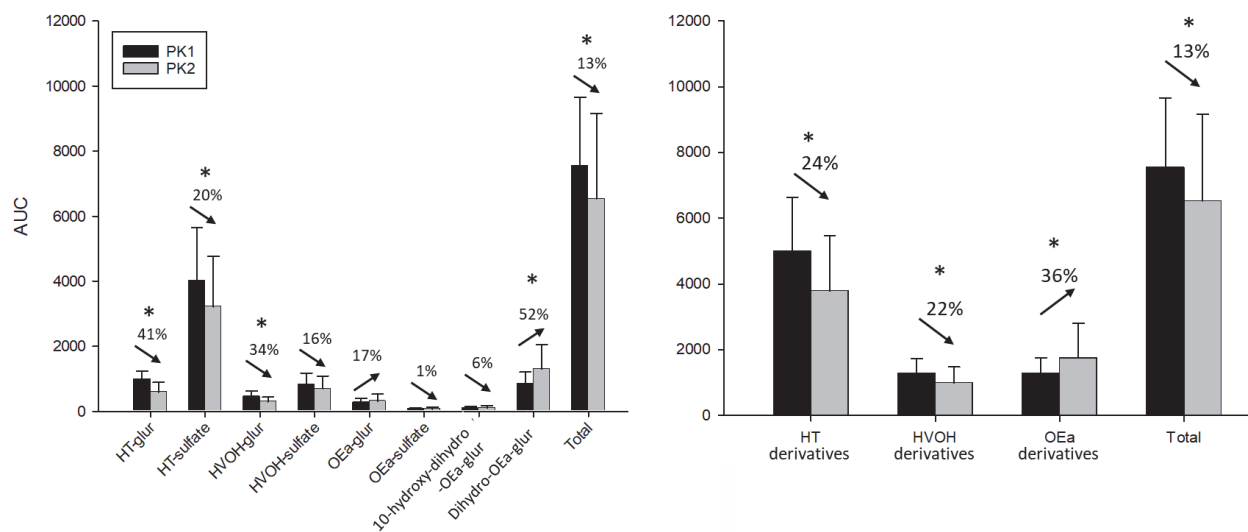 12000
10000
8000
6000
4000
2000
0
AUC
PK1
PK2
*
41%
*
20%
*
34%
16%
17%
1%
6%
*
52%
*
13%
HT-glur
HT-sulfate
HVOH-glur
HVOH-sulfate
OEa-glur
OEa-sulfate
10-hydroxy-dihydro
-OEa-glur
Dihydro-OEa-glur
Total
12000
10000
8000
6000
4000
2000
0
*
24%
*
22%
*
36%
*
13%
HT
derivatives
HVOH
derivatives
OEa
derivatives
Total